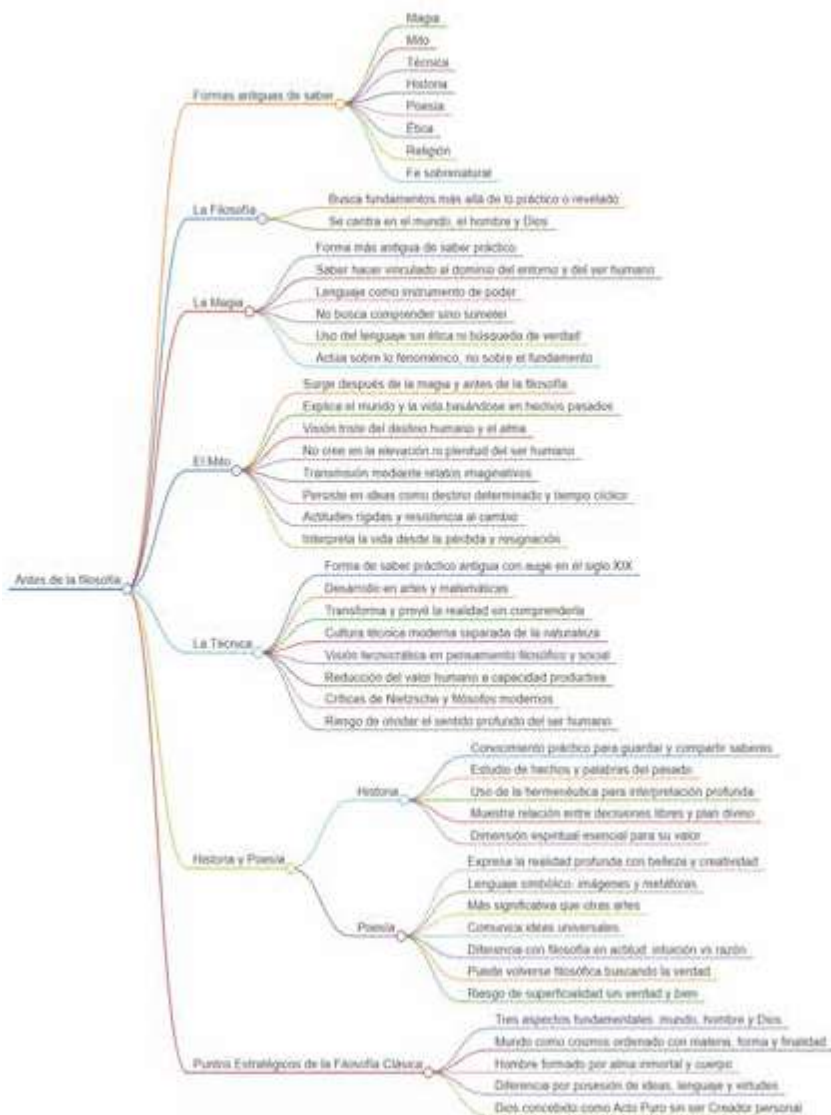 Antes de la filosofía
Formas antiguas de saber
Magia
Mito
Técnica
Historia
Poesía
Ética
Religión
Fe sobrenatural
La Filosofía
Busca fundamentos más allá de lo práctico o revelado
Se centra en el mundo, el hombre y Dios
La Magia
Forma más antigua de saber práctico
Saber hacer vinculado al dominio del entorno y del ser humano
Lenguaje como instrumento de poder
No busca comprender sino someter
Uso del lenguaje sin ética ni búsqueda de verdad
Actúa sobre lo fenoménico, no sobre el fundamento
El Mito
Surge después de la magia y antes de la filosofía
Explica el mundo y la vida basándose en hechos pasados
Visión triste del destino humano y el alma
No cree en la elevación ni plenitud del ser humano
Transmisión mediante relatos imaginativos
Persiste en ideas como destino determinado y tiempo cíclico
Actitudes rígidas y resistencia al cambio
Interpreta la vida desde la pérdida y resignación
La Técnica
Forma de saber práctico antigua con auge en el siglo XIX
Desarrollo en artes y matemáticas
Transforma y prevé la realidad sin comprenderla
Cultura técnica moderna separada de la naturaleza
Visión tecnocrática en pensamiento filosófico y social
Reducción del valor humano a capacidad productiva
Críticas de Nietzsche y filósofos modernos
Riesgo de olvidar el sentido profundo del ser humano
Historia y Poesía
Historia
Conocimiento práctico para guardar y compartir saberes
Estudio de hechos y palabras del pasado
Uso de la hermenéutica para interpretación profunda
Muestra relación entre decisiones libres y plan divino
Dimensión espiritual esencial para su valor
Poesía
Expresa la realidad profunda con belleza y creatividad
Lenguaje simbólico: imágenes y metáforas
Más significativa que otras artes
Comunica ideas universales
Diferencia con filosofía en actitud: intuición vs razón
Puede volverse filosófica buscando la verdad
Riesgo de superficialidad sin verdad y bien
Puntos Estratégicos de la Filosofía Clásica
Tres aspectos fundamentales: mundo, hombre y Dios
Mundo como cosmos ordenado con materia, forma y finalidad
Hombre formado por alma inmortal y cuerpo
Diferencia por posesión de ideas, lenguaje y virtudes
Dios concebido como Acto Puro sin ser Creador personal